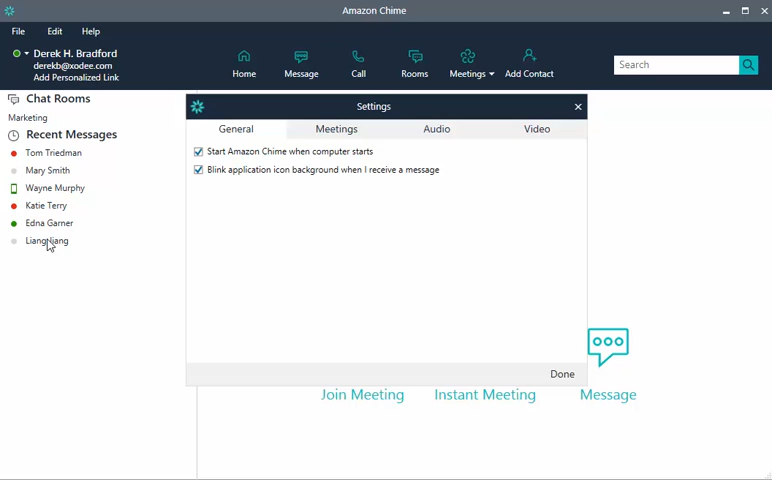 Amazon Chime
File Edit Help
Derek H. Bradford
derekb@xodee.com
Add Personalized Link
Home Message Call Rooms Meetings Add Contact
Search
Chat Rooms
Marketing
Recent Messages
Tom Triedman
Mary Smith
Wayne Murphy
Katie Terry
Edna Garner
Liang Jiang
Settings
General Meetings Audio Video
Start Amazon Chime when computer starts
Blink application icon background when I receive a message
Done
Join Meeting Instant Meeting Message